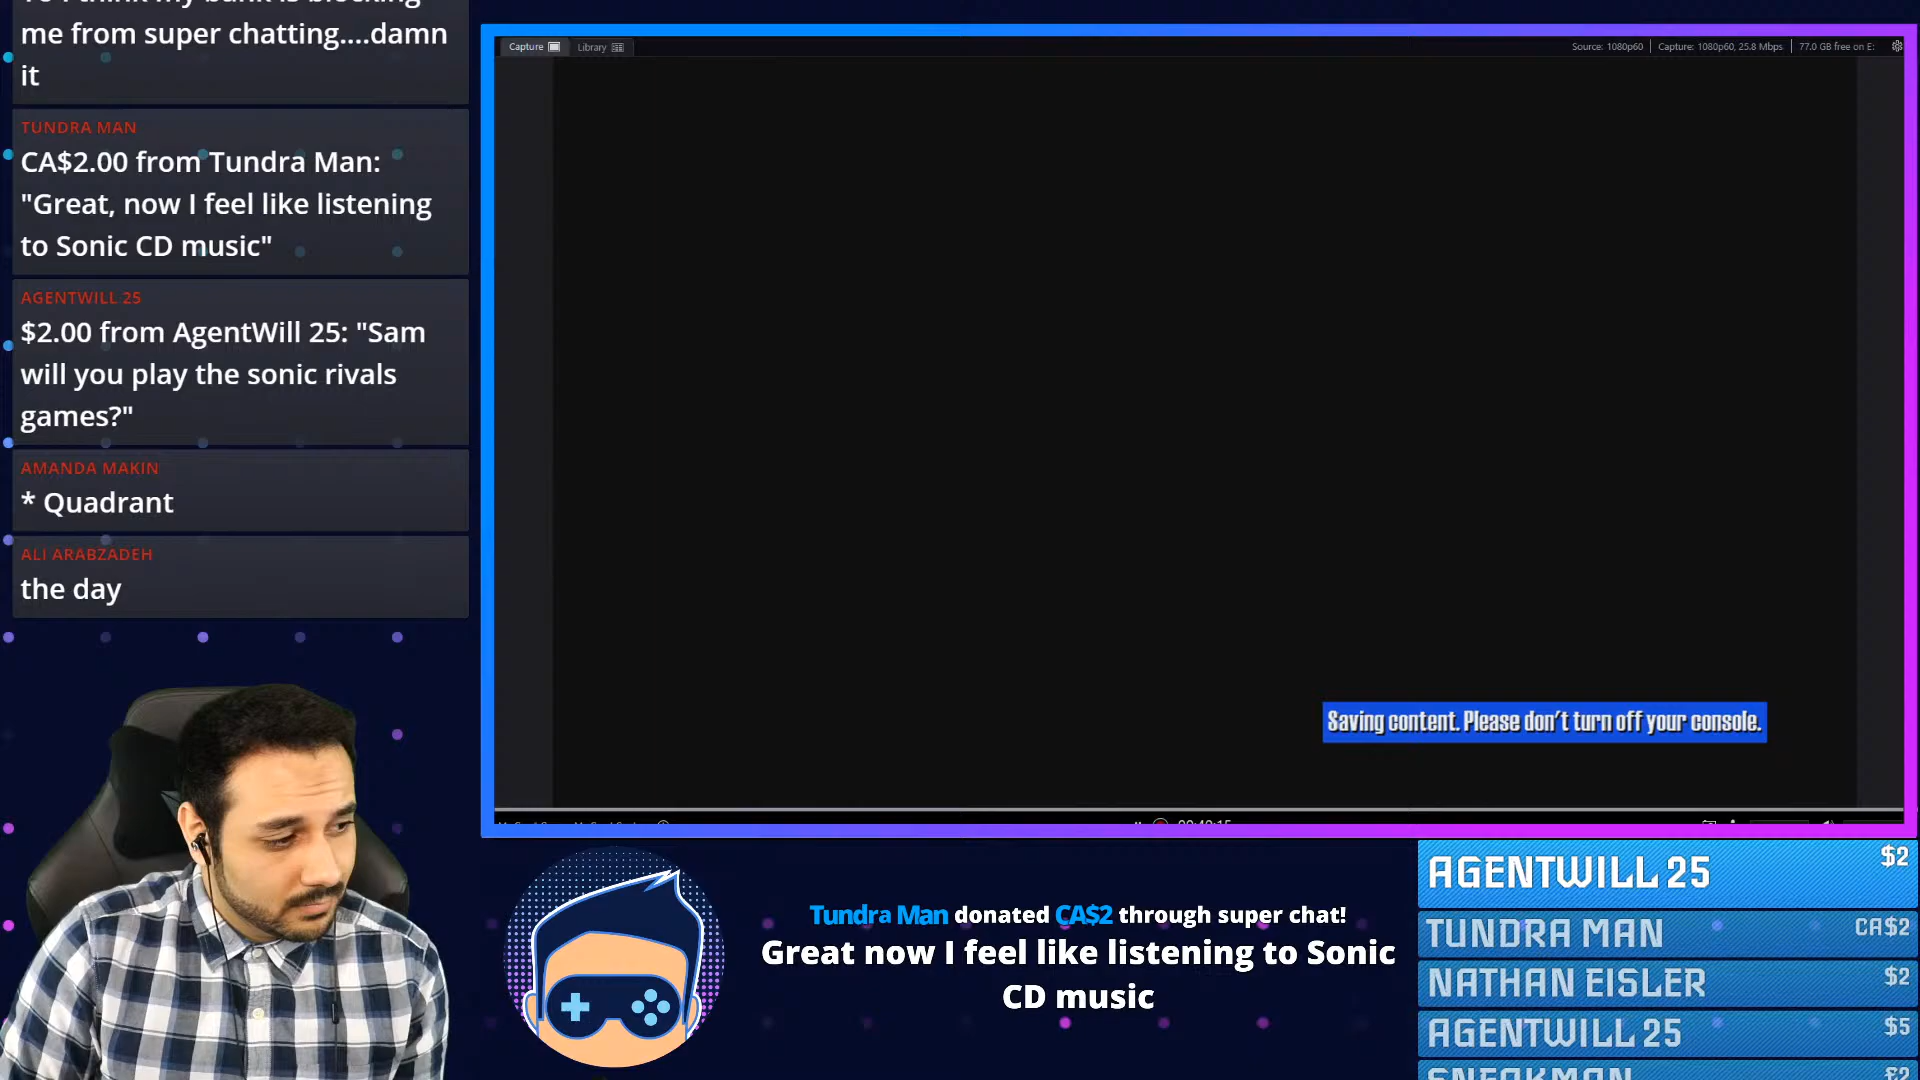 me from super chatting....damn
it
TUNDRA MAN
CA$2.00 from Tundra Man:
"Great, now I feel like listening
to Sonic CD music"
AGENTWILL 25
$2.00 from AgentWill 25: "Sam
will you play the sonic rivals
games?"
AMANDA MAKIN
* Quadrant
ALI ARABZADEH
the day
Capture
Library
Source: 1080p60
Capture: 1080p60, 25.8 Mbps
77.0 GB free on E:
Saving content. Please don't turn off your console.
Tundra Man donated CA$2 through super chat!
Great now I feel like listening to Sonic
CD music
AGENTWILL 25 $2
TUNDRA MAN CA$2
NATHAN EISLER $2
AGENTWILL 25 $5
SNEAKMAN £2